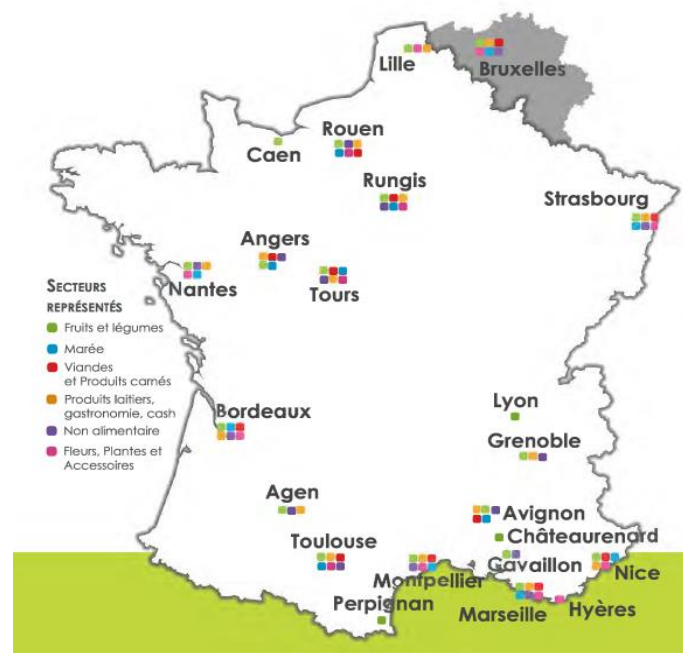 Lille
Bruxelles
Caen
Rouen
Rungis
Strasbourg
Angers
Nantes
Tours
SECTEURS
REPRÉSENTÉS
Fruits et légumes
Marée
Viandes
et Produits carnés
Produits laitiers,
gastronomie, cash
Non alimentaire
Fleurs, Plantes et
Accessoires
Bordeaux
Lyon
Grenoble
Agen
Avignon
Châteaurenard
Toulouse
Gavaillon
Montpellier
Nice
Perpignan
Marseille
Hyères